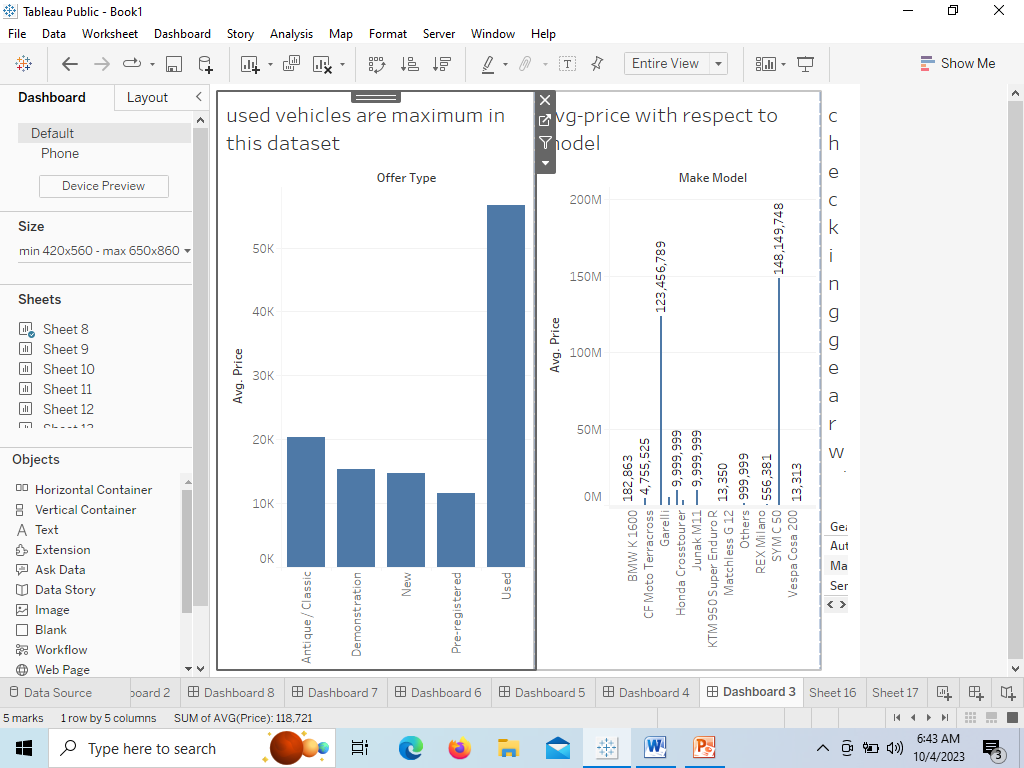 Tableau Public - Book1
File Data Worksheet Dashboard Story Analysis Map Format Server Window Help
Entire View
Show Me
Dashboard Layout
Default
Phone
Device Preview
Size
min 420x560 - max 650x860
Sheets
Sheet 8
Sheet 9
Sheet 10
Sheet 11
Sheet 12
Objects
Horizontal Container
Vertical Container
Text
Extension
Ask Data
Data Story
Image
Blank
Workflow
Web Page
used vehicles are maximum in
this dataset
Offer Type
Avg. Price
50K
40K
30K
20K
10K
0K
Antique / Classic
Demonstration
New
Pre-registered
Used
vg-price with respect to
odel
Make Model
Avg. Price
200M
150M
100M
50M
0M
182,863
4,755,525
123,456,789
9,999,999
9,999,999
13,350
999,999
556,381
148,149,748
13,313
BMW K 1600
CF Moto Terracross
Garelli
Honda Crosstourer
Junak M11
KTM 950 Super Enduro R
Matchless G 12
Others
REX Milano
SYM C 50
Vespa Cosa 200
c
h
e
c
k
i
n
g
g
e
a
r
w
Gea
Aut
Ma
Ser
Data Source
board 2
Dashboard 8
Dashboard 7
Dashboard 6
Dashboard 5
Dashboard 4
Dashboard 3
Sheet 16
Sheet 17
5 marks 1 row by 5 columns SUM of AVG(Price): 118,721
Type here to search
6:43 AM
10/4/2023
3